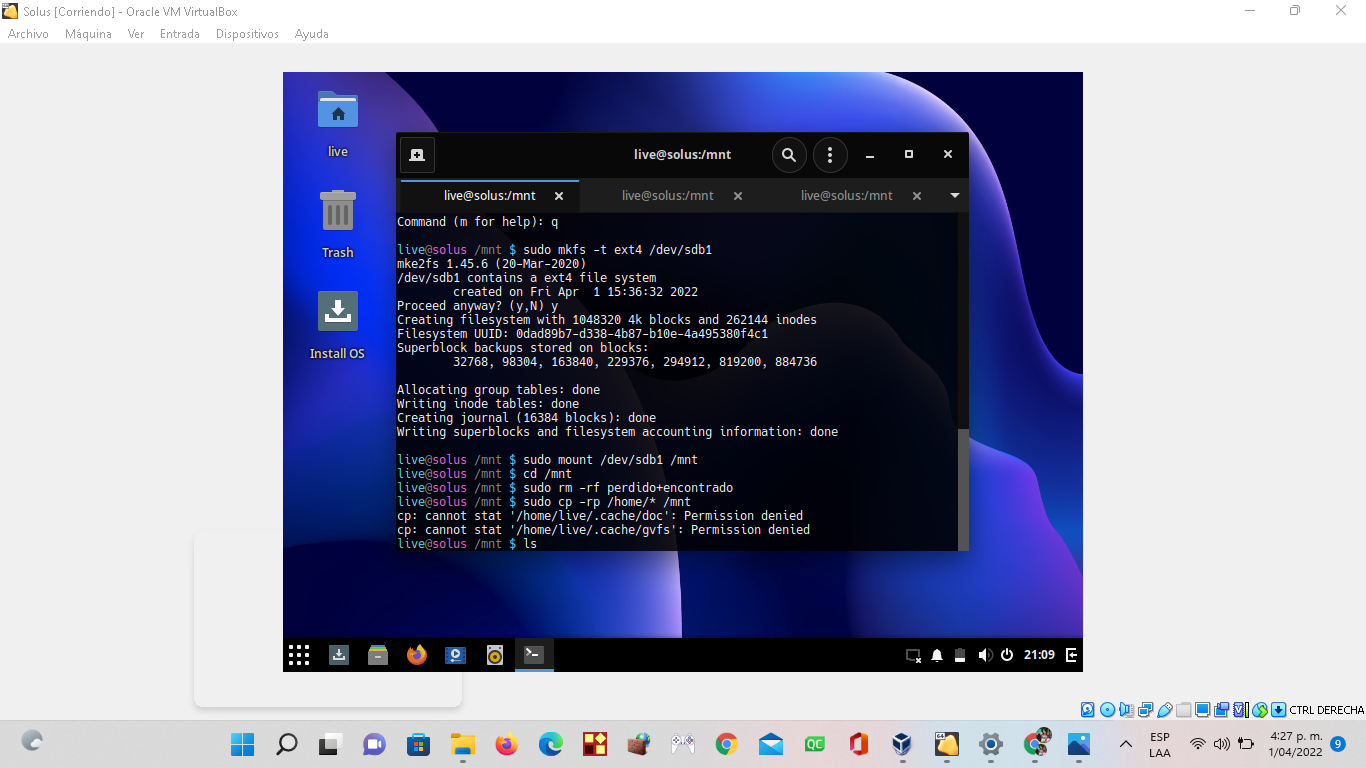 Solus [Corriendo] - Oracle VM VirtualBox
Archivo Máquina Ver Entrada Dispositivos Ayuda
live
Trash
Install OS
live@solus:/mnt
live@solus:/mnt live@solus:/mnt live@solus:/mnt
Command (m for help): q
live@solus /mnt $ sudo mkfs -t ext4 /dev/sdb1
mke2fs 1.45.6 (20-Mar-2020)
/dev/sdb1 contains a ext4 file system
created on Fri Apr  1 15:36:32 2022
Proceed anyway? (y,N) y
Creating filesystem with 1048320 4k blocks and 262144 inodes
Filesystem UUID: 0dad89b7-d338-4b87-b10e-4a495380f4c1
Superblock backups stored on blocks:
32768, 98304, 163840, 229376, 294912, 819200, 884736
Allocating group tables: done
Writing inode tables: done
Creating journal (16384 blocks): done
Writing superblocks and filesystem accounting information: done
live@solus /mnt $ sudo mount /dev/sdb1 /mnt
live@solus /mnt $ cd /mnt
live@solus /mnt $ sudo rm -rf perdido+encontrado
live@solus /mnt $ sudo cp -rp /home/* /mnt
cp: cannot stat '/home/live/.cache/doc': Permission denied
cp: cannot stat '/home/live/.cache/gvfs': Permission denied
live@solus /mnt $ ls
21:09
CTRL DERECHA
QC
ESP
LAA
4:27 p. m.
1/04/2022
9